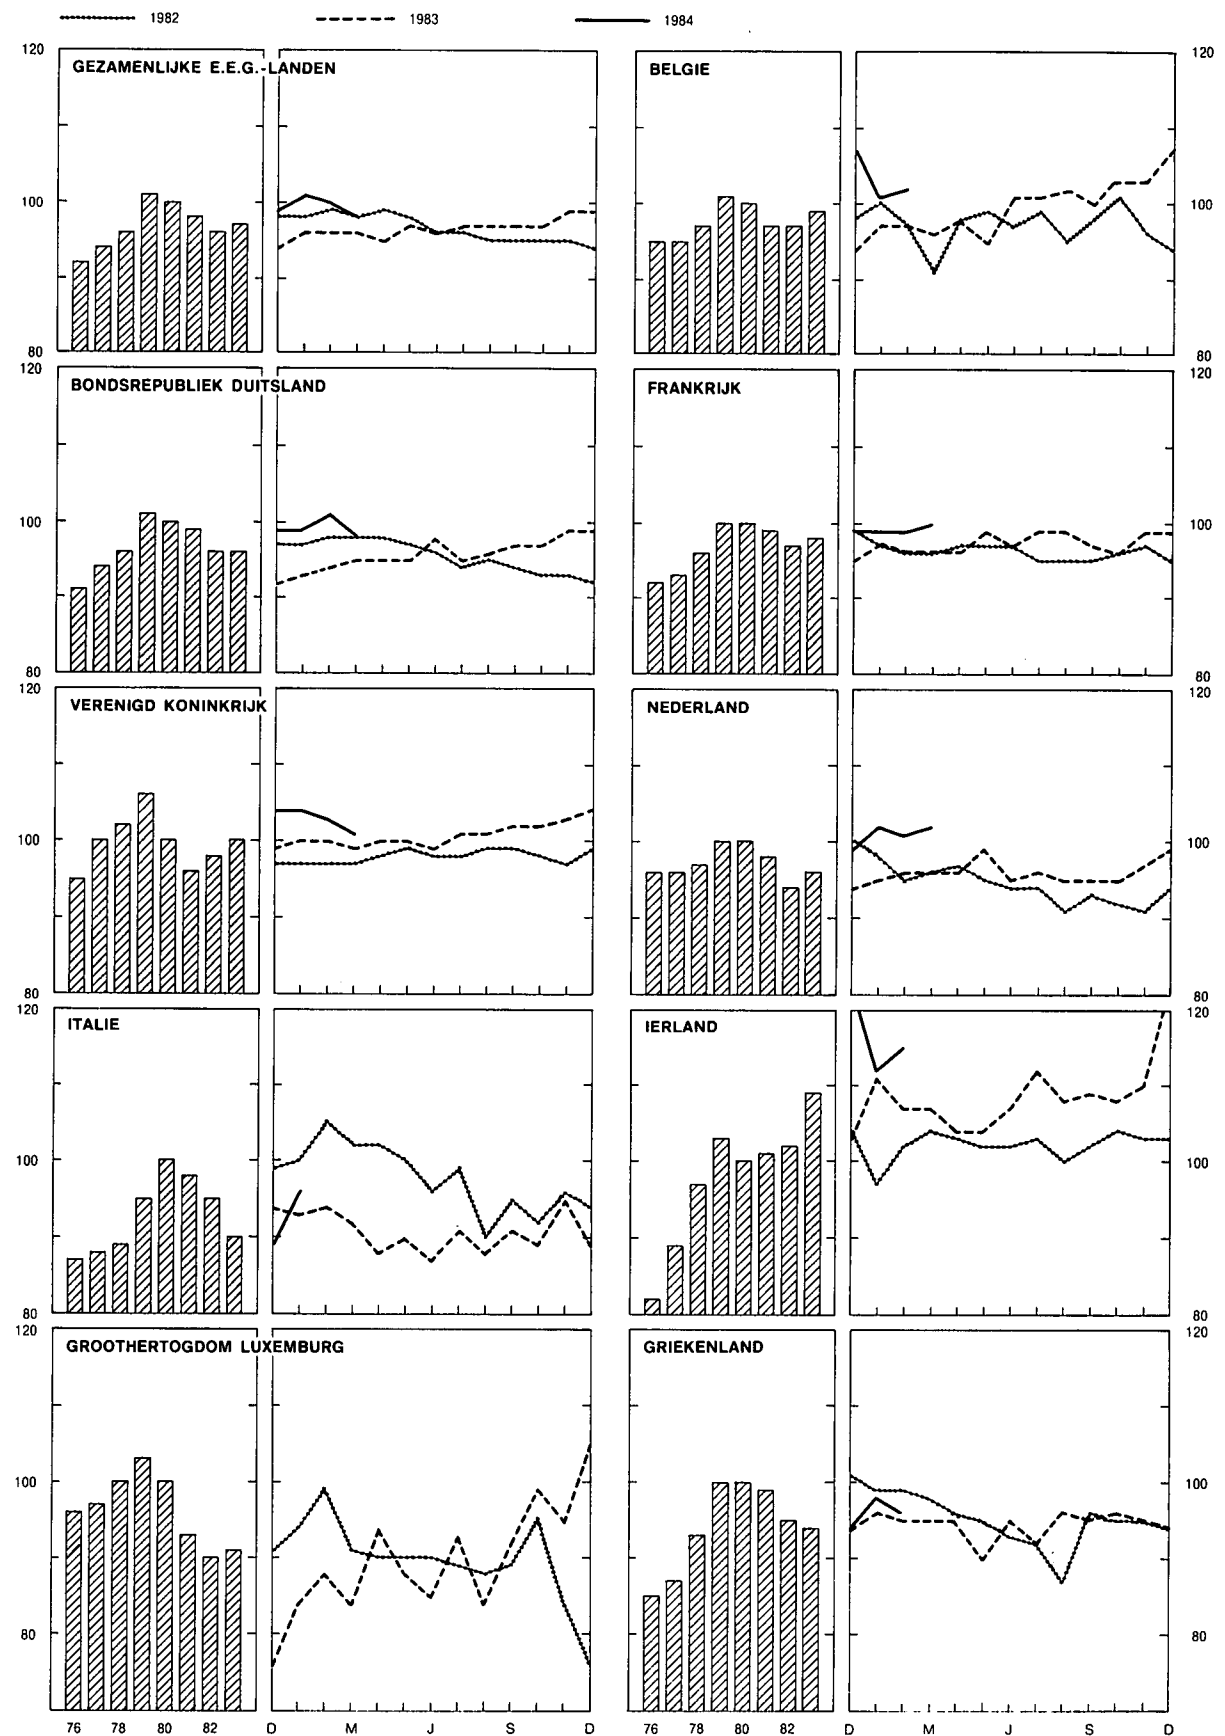 1982 1983 1984
120 120
GEZAMENLIJKE E.E.G.-LANDEN BELGIE
100 100
80 80
120 120
BONDSREPUBLIEK DUITSLAND FRANKRIJK
100 100
80 80
120 120
VERENIGD KONINKRIJK NEDERLAND
100 100
80 80
120 120
ITALIE IERLAND
100 100
80 80
120 120
GROOTHERTOGDOM LUXEMBURG GRIEKENLAND
100 100
80 80
76 78 80 82 D M J S D 76 78 80 82 D M J S D